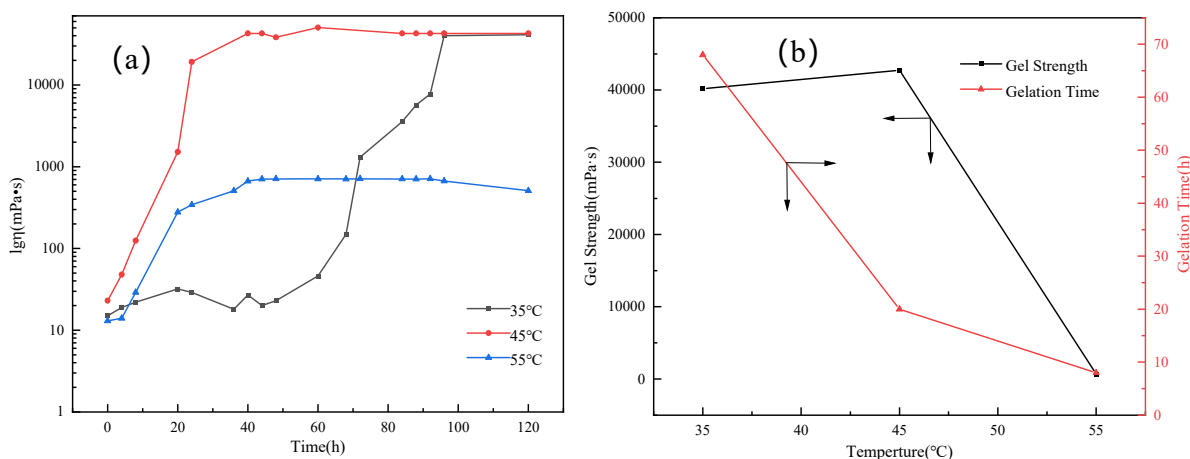 (a)
lgη(mPa•s)
10000
1000
100
10
1
35℃
45℃
55℃
0 20 40 60 80 100 120
Time(h)
(b)
Gel Strength(mPa·s)
50000
40000
30000
20000
10000
0
Gel Strength
Gelation Time
70
60
50
40
30
20
10
0
Gelation Time(h)
35 40 45 50 55
Temperture(℃)